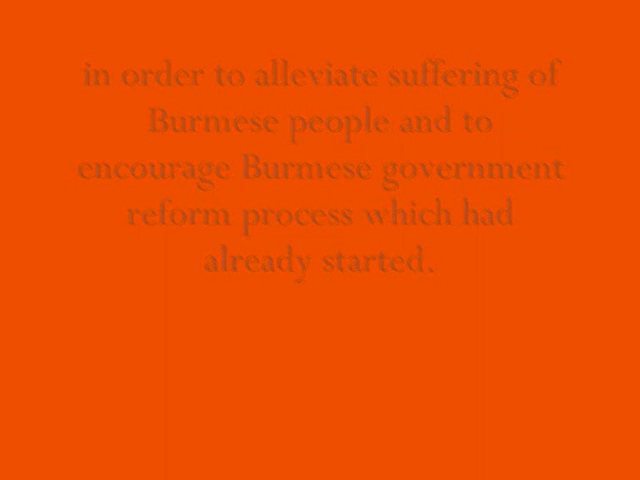 in order to alleviate suffering of
Burmese people and to
encourage Burmese government
reform process which had
already started.